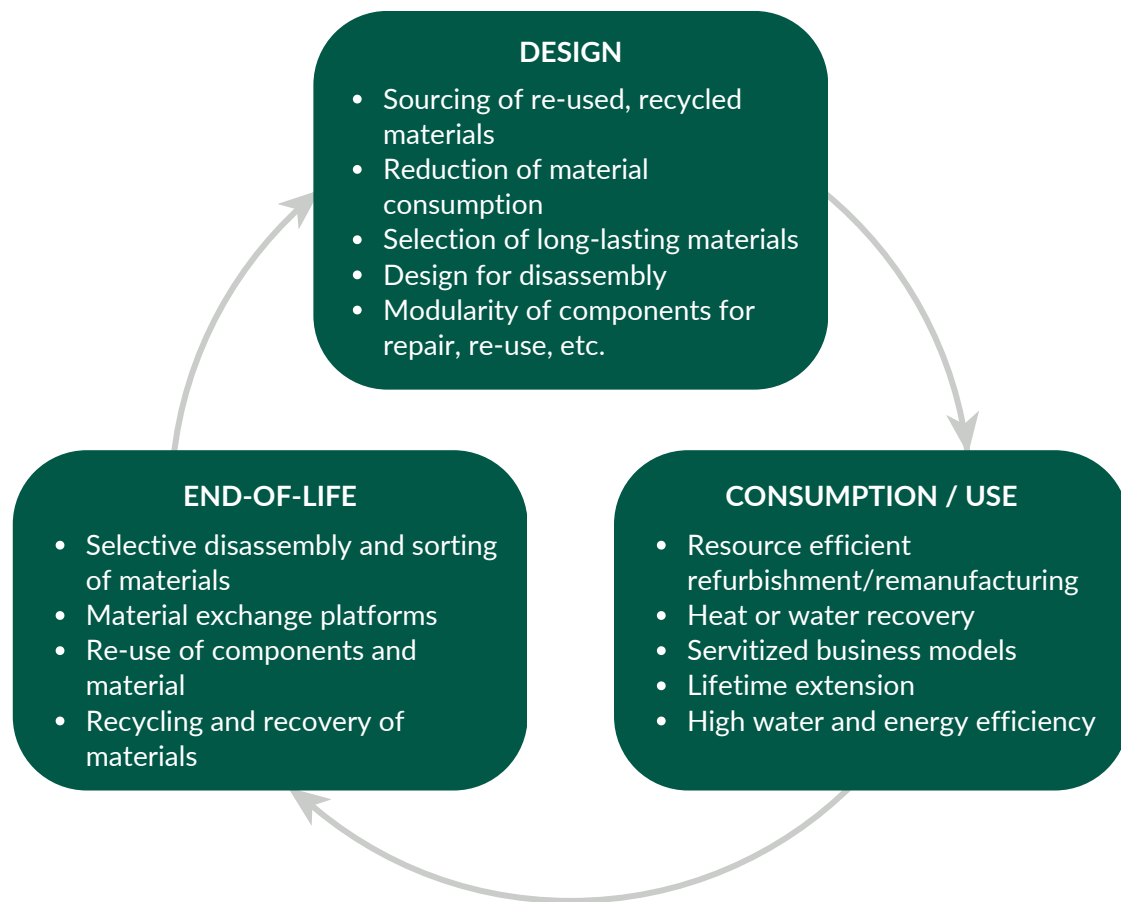 DESIGN
• Sourcing of re-used, recycled
materials
• Reduction of material
consumption
• Selection of long-lasting materials
• Design for disassembly
• Modularity of components for
repair, re-use, etc.
END-OF-LIFE
• Selective disassembly and sorting
of materials
• Material exchange platforms
• Re-use of components and
material
• Recycling and recovery of
materials
CONSUMPTION / USE
• Resource efficient
refurbishment/remanufacturing
• Heat or water recovery
• Servitized business models
• Lifetime extension
• High water and energy efficiency